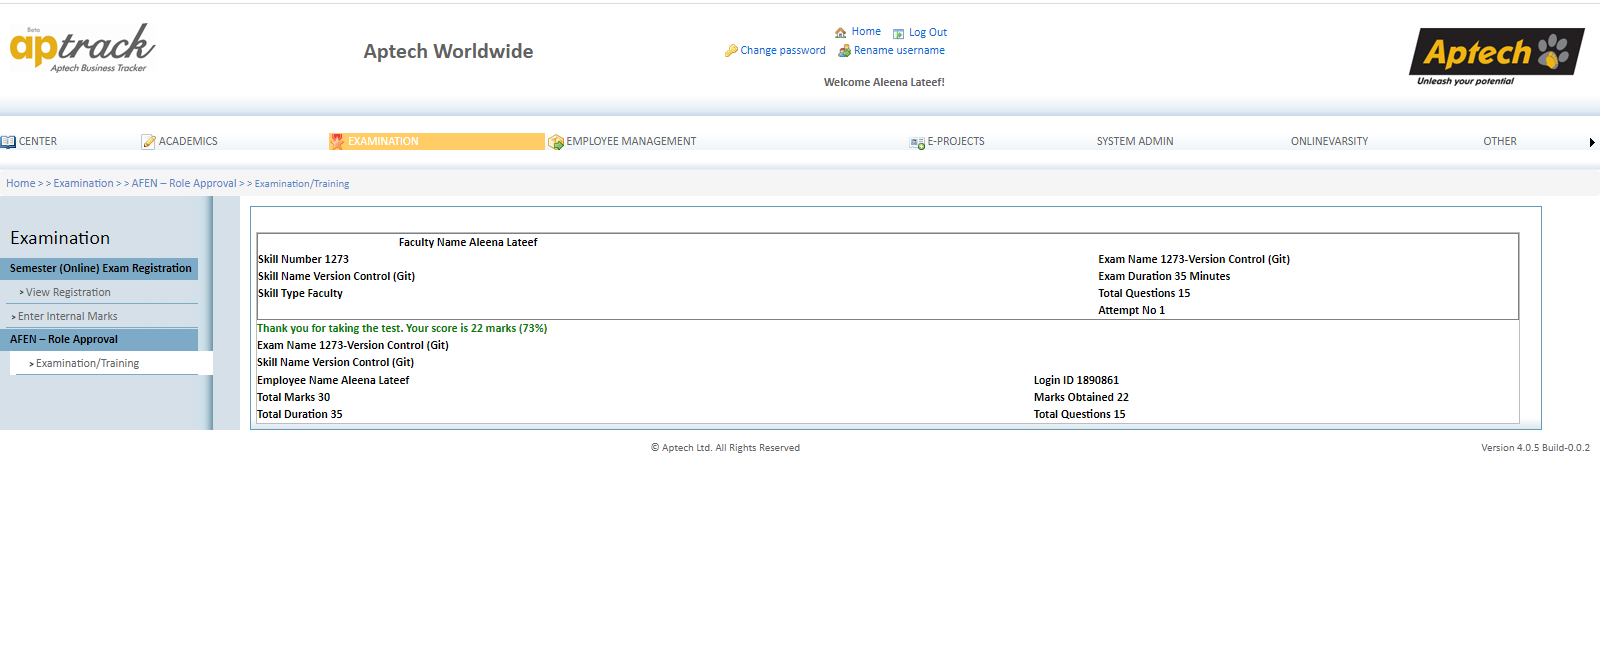 Beta
aptrack
Aptech Business Tracker
Aptech Worldwide
Home Log Out
Change password Rename username
Welcome Aleena Lateef!
Aptech
Unleash your potential
CENTER ACADEMICS EXAMINATION EMPLOYEE MANAGEMENT E-PROJECTS SYSTEM ADMIN ONLINEVARSITY OTHER
Home > > Examination > > AFEN – Role Approval > > Examination/Training
Examination
Semester (Online) Exam Registration
> View Registration
> Enter Internal Marks
AFEN – Role Approval
> Examination/Training
Faculty Name Aleena Lateef
Skill Number 1273 Exam Name 1273-Version Control (Git)
Skill Name Version Control (Git) Exam Duration 35 Minutes
Skill Type Faculty Total Questions 15
Attempt No 1
Thank you for taking the test. Your score is 22 marks (73%)
Exam Name 1273-Version Control (Git)
Skill Name Version Control (Git)
Employee Name Aleena Lateef Login ID 1890861
Total Marks 30 Marks Obtained 22
Total Duration 35 Total Questions 15
© Aptech Ltd. All Rights Reserved Version 4.0.5 Build-0.0.2